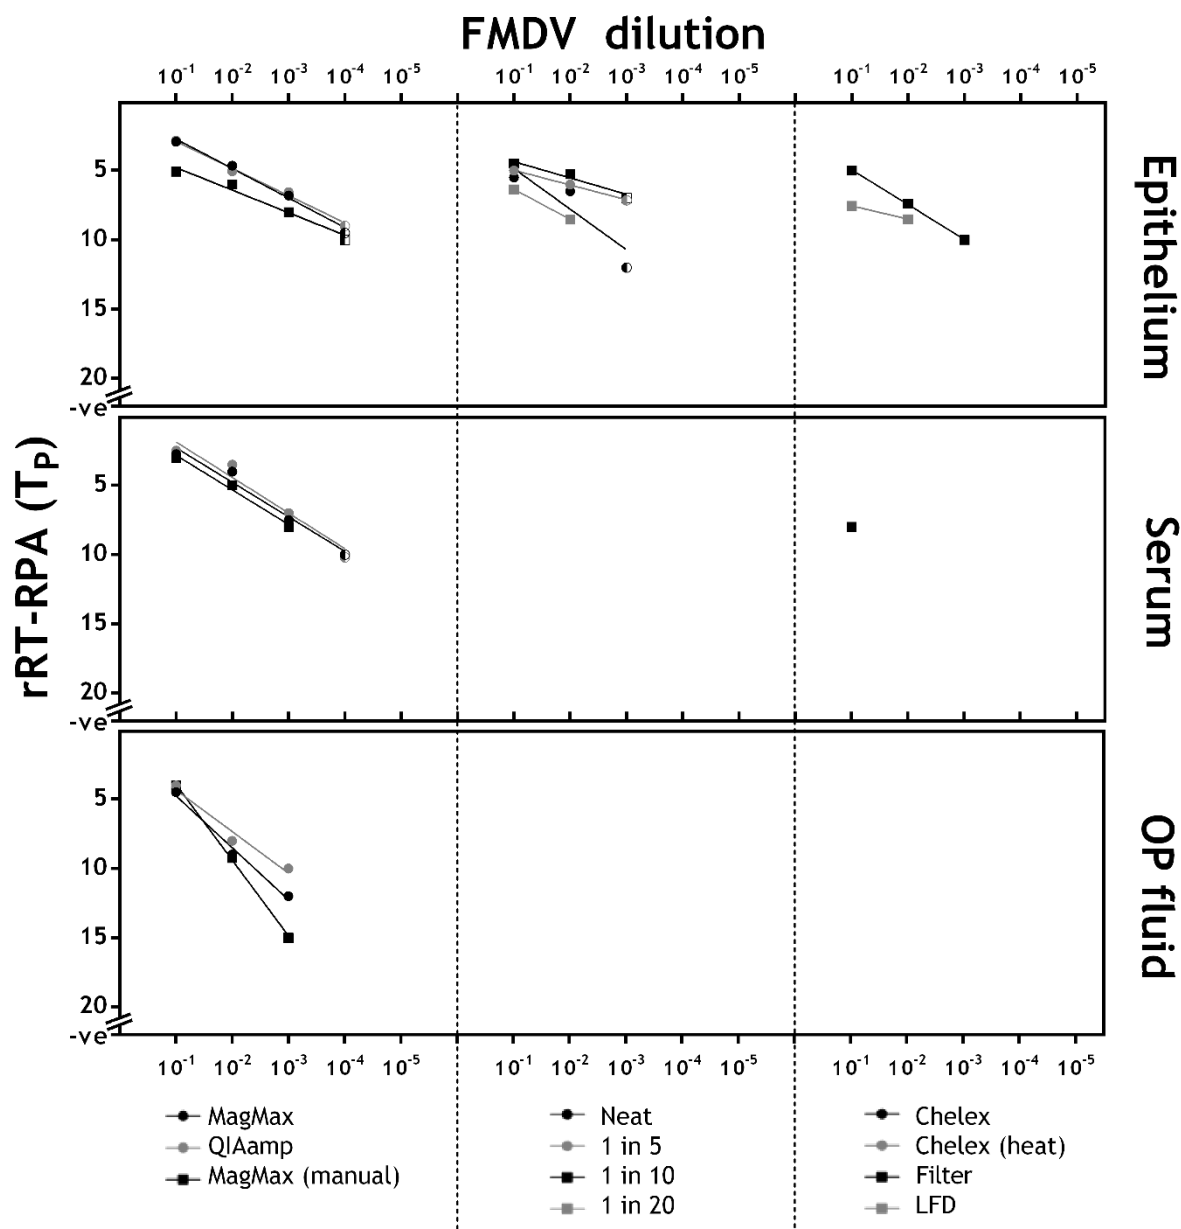 FMDV dilution
10-1 10-2 10-3 10-4 10-5 10-1 10-2 10-3 10-4 10-5 10-1 10-2 10-3 10-4 10-5
5
10
15
20
-ve
Epithelium
rRT-RPA (TP)
5
10
15
20
-ve
Serum
5
10
15
20
-ve
OP fluid
10-1 10-2 10-3 10-4 10-5 10-1 10-2 10-3 10-4 10-5 10-1 10-2 10-3 10-4 10-5
MagMax
QIAamp
MagMax (manual)
Neat
1 in 5
1 in 10
1 in 20
Chelex
Chelex (heat)
Filter
LFD